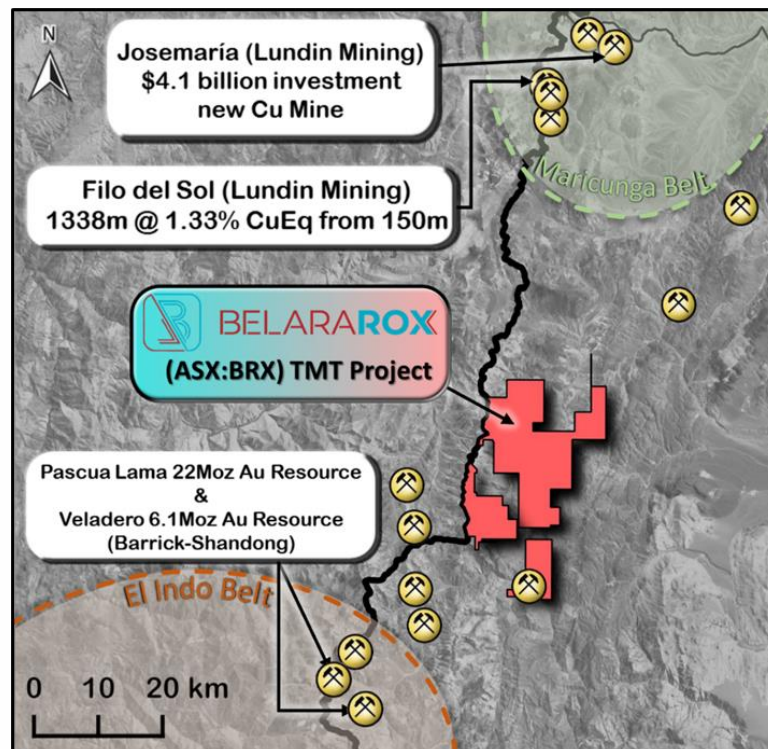 N
Josemaría (Lundin Mining)
$4.1 billion investment
new Cu Mine
Filo del Sol (Lundin Mining)
1338m @ 1.33% CuEq from 150m
Maricunga Belt
BELARAROX
(ASX:BRX) TMT Project
Pascua Lama 22Moz Au Resource
&
Veladero 6.1Moz Au Resource
(Barrick-Shandong)
El Indo Belt
0 10 20 km